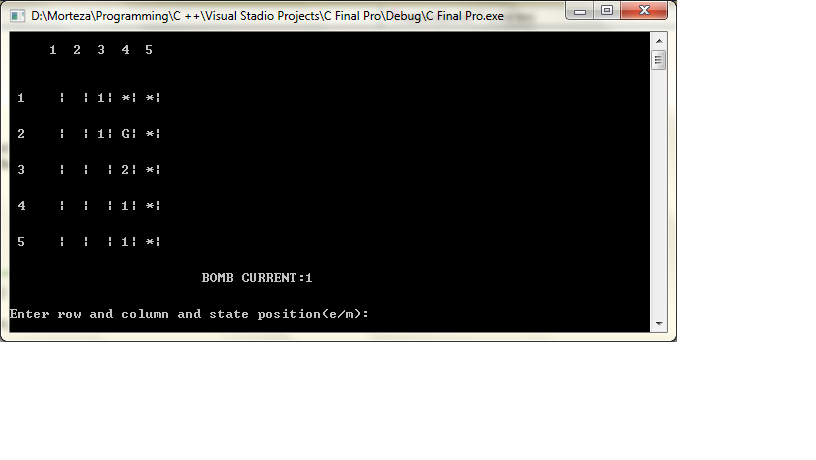 D:\Morteza\Programming\C ++\Visual Stadio Projects\C Final Pro\Debug\C Final Pro.exe
1 2 3 4 5
1 ¦ ¦ 1¦ *¦ *¦
2 ¦ ¦ 1¦ G¦ *¦
3 ¦ ¦ ¦ 2¦ *¦
4 ¦ ¦ ¦ 1¦ *¦
5 ¦ ¦ ¦ 1¦ *¦
BOMB CURRENT:1
Enter row and column and state position(e/m):